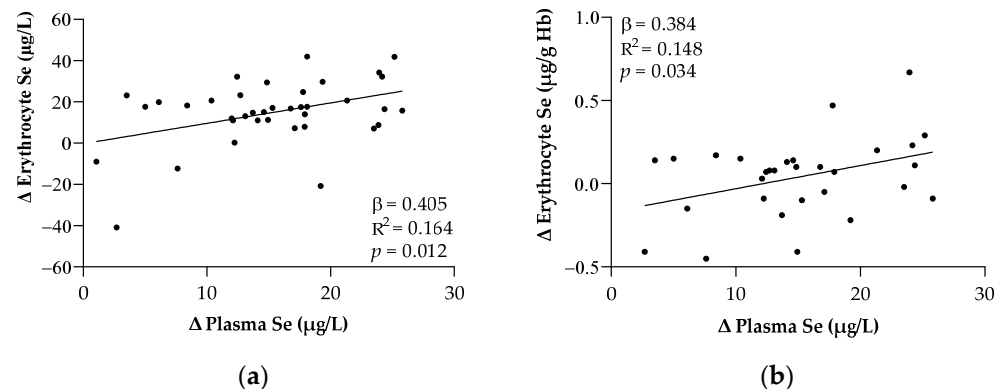 60
40
20
0
−20
−40
−60
0
10
20
30
Δ Erythrocyte Se (µg/L)
Δ Plasma Se (µg/L)
β = 0.405
R² = 0.164
p = 0.012
(a)
1.0
0.5
0.0
−0.5
0
10
20
30
Δ Erythrocyte Se (µg/g Hb)
Δ Plasma Se (µg/L)
β = 0.384
R² = 0.148
p = 0.034
(b)